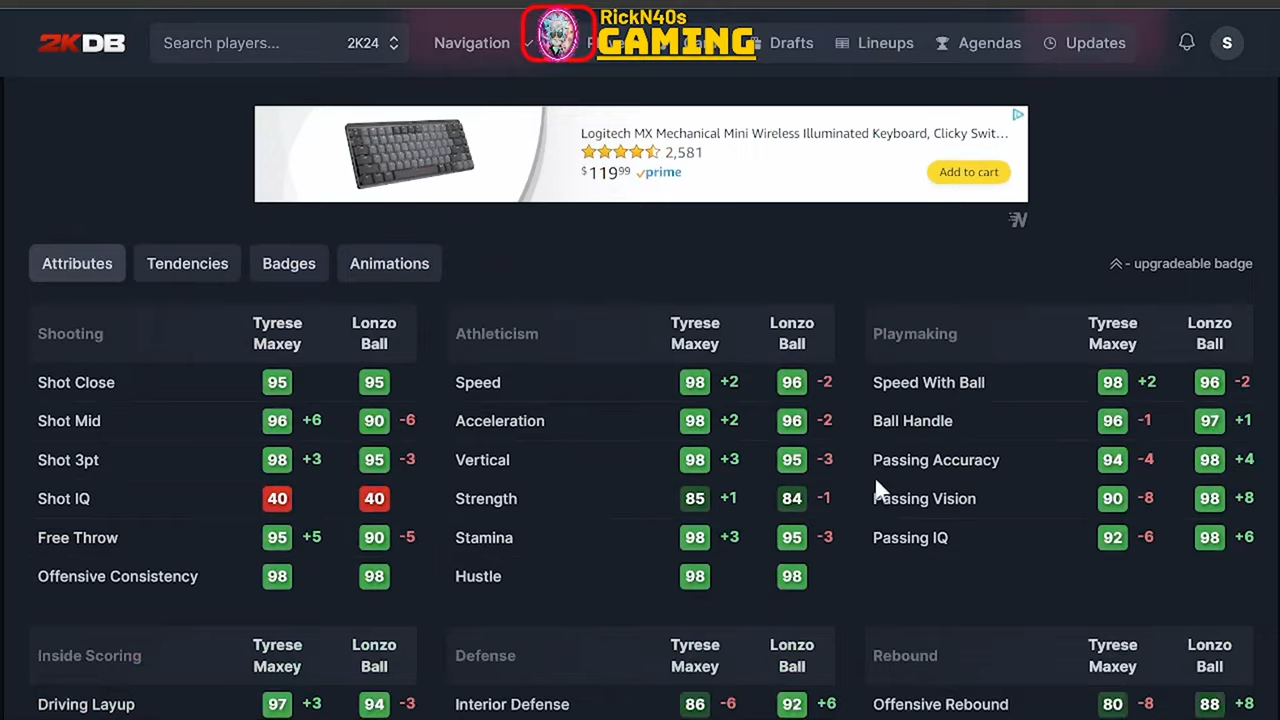 RickN40s
GAMING
2KDB
Search players...
2K24
Navigation
Drafts
Lineups
Agendas
Updates
S
Logitech MX Mechanical Mini Wireless Illuminated Keyboard, Clicky Swit...
2,581
$119⁹⁹ prime
Add to cart
Attributes
Tendencies
Badges
Animations
- upgradeable badge
Shooting Tyrese Maxey Lonzo Ball
Shot Close 95 95
Shot Mid 96 +6 90 -6
Shot 3pt 98 +3 95 -3
Shot IQ 40 40
Free Throw 95 +5 90 -5
Offensive Consistency 98 98
Athleticism Tyrese Maxey Lonzo Ball
Speed 98 +2 96 -2
Acceleration 98 +2 96 -2
Vertical 98 +3 95 -3
Strength 85 +1 84 -1
Stamina 98 +3 95 -3
Hustle 98 98
Playmaking Tyrese Maxey Lonzo Ball
Speed With Ball 98 +2 96 -2
Ball Handle 96 -1 97 +1
Passing Accuracy 94 -4 98 +4
Passing Vision 90 -8 98 +8
Passing IQ 92 -6 98 +6
Inside Scoring Tyrese Maxey Lonzo Ball
Driving Layup 97 +3 94 -3
Defense Tyrese Maxey Lonzo Ball
Interior Defense 86 -6 92 +6
Rebound Tyrese Maxey Lonzo Ball
Offensive Rebound 80 -8 88 +8